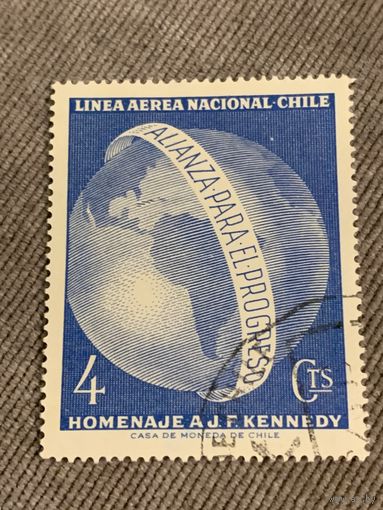 LINEA AEREA NACIONAL·CHILE
ALIANZA·PARA·EL·PROGRESO
4 CTS
HOMENAJE A J.F. KENNEDY
CASA DE MONEDA DE CHILE